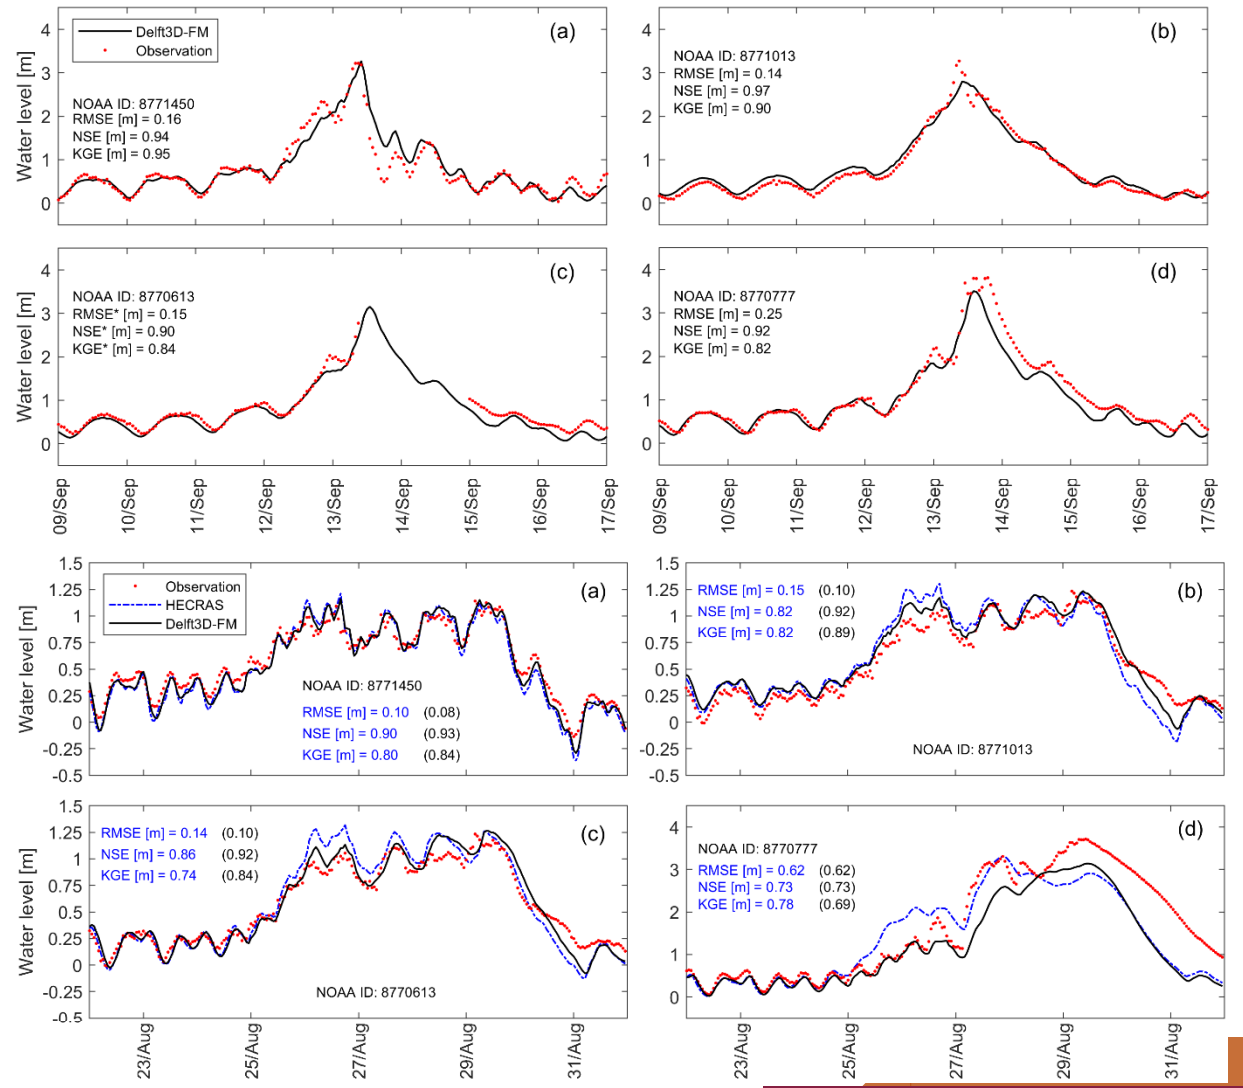 4
3
2
1
0
Water level [m]
Delft3D-FM
Observation
(a)
NOAA ID: 8771450
RMSE [m] = 0.16
NSE [m] = 0.94
KGE [m] = 0.95
4
3
2
1
0
(b)
NOAA ID: 8771013
RMSE [m] = 0.14
NSE [m] = 0.97
KGE [m] = 0.90
4
3
2
1
0
Water level [m]
(c)
NOAA ID: 8770613
RMSE* [m] = 0.15
NSE* [m] = 0.90
KGE* [m] = 0.84
09/Sep
10/Sep
11/Sep
12/Sep
13/Sep
14/Sep
15/Sep
16/Sep
17/Sep
4
3
2
1
0
(d)
NOAA ID: 8770777
RMSE [m] = 0.25
NSE [m] = 0.92
KGE [m] = 0.82
09/Sep
10/Sep
11/Sep
12/Sep
13/Sep
14/Sep
15/Sep
16/Sep
17/Sep
1.5
1.25
1
0.75
0.5
0.25
0
-0.25
-0.5
Water level [m]
Observation
HECRAS
Delft3D-FM
(a)
NOAA ID: 8771450
RMSE [m] = 0.10 (0.08)
NSE [m] = 0.90 (0.93)
KGE [m] = 0.80 (0.84)
1.5
1.25
1
0.75
0.5
0.25
0
-0.25
-0.5
RMSE [m] = 0.15 (0.10)
NSE [m] = 0.82 (0.92)
KGE [m] = 0.82 (0.89)
(b)
NOAA ID: 8771013
1.5
1.25
1
0.75
0.5
0.25
0
-0.25
-0.5
Water level [m]
RMSE [m] = 0.14 (0.10)
NSE [m] = 0.86 (0.92)
KGE [m] = 0.74 (0.84)
(c)
NOAA ID: 8770613
23/Aug
25/Aug
27/Aug
29/Aug
31/Aug
4
3
2
1
0
(d)
NOAA ID: 8770777
RMSE [m] = 0.62 (0.62)
NSE [m] = 0.73 (0.73)
KGE [m] = 0.78 (0.69)
23/Aug
25/Aug
27/Aug
29/Aug
31/Aug